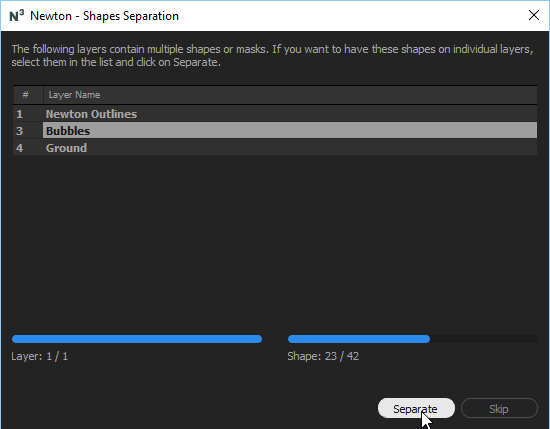 N³ Newton - Shapes Separation
The following layers contain multiple shapes or masks. If you want to have these shapes on individual layers,
select them in the list and click on Separate.
# Layer Name
1 Newton Outlines
3 Bubbles
4 Ground
Layer: 1 / 1 Shape: 23 / 42
Separate Skip